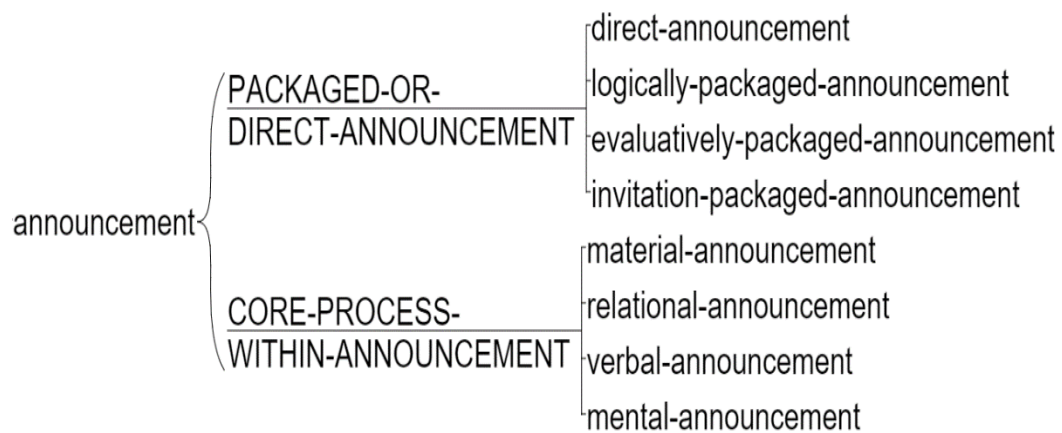 direct-announcement
PACKAGED-OR-
DIRECT-ANNOUNCEMENT
logically-packaged-announcement
evaluatively-packaged-announcement
invitation-packaged-announcement
announcement
material-announcement
CORE-PROCESS-
WITHIN-ANNOUNCEMENT
relational-announcement
verbal-announcement
mental-announcement